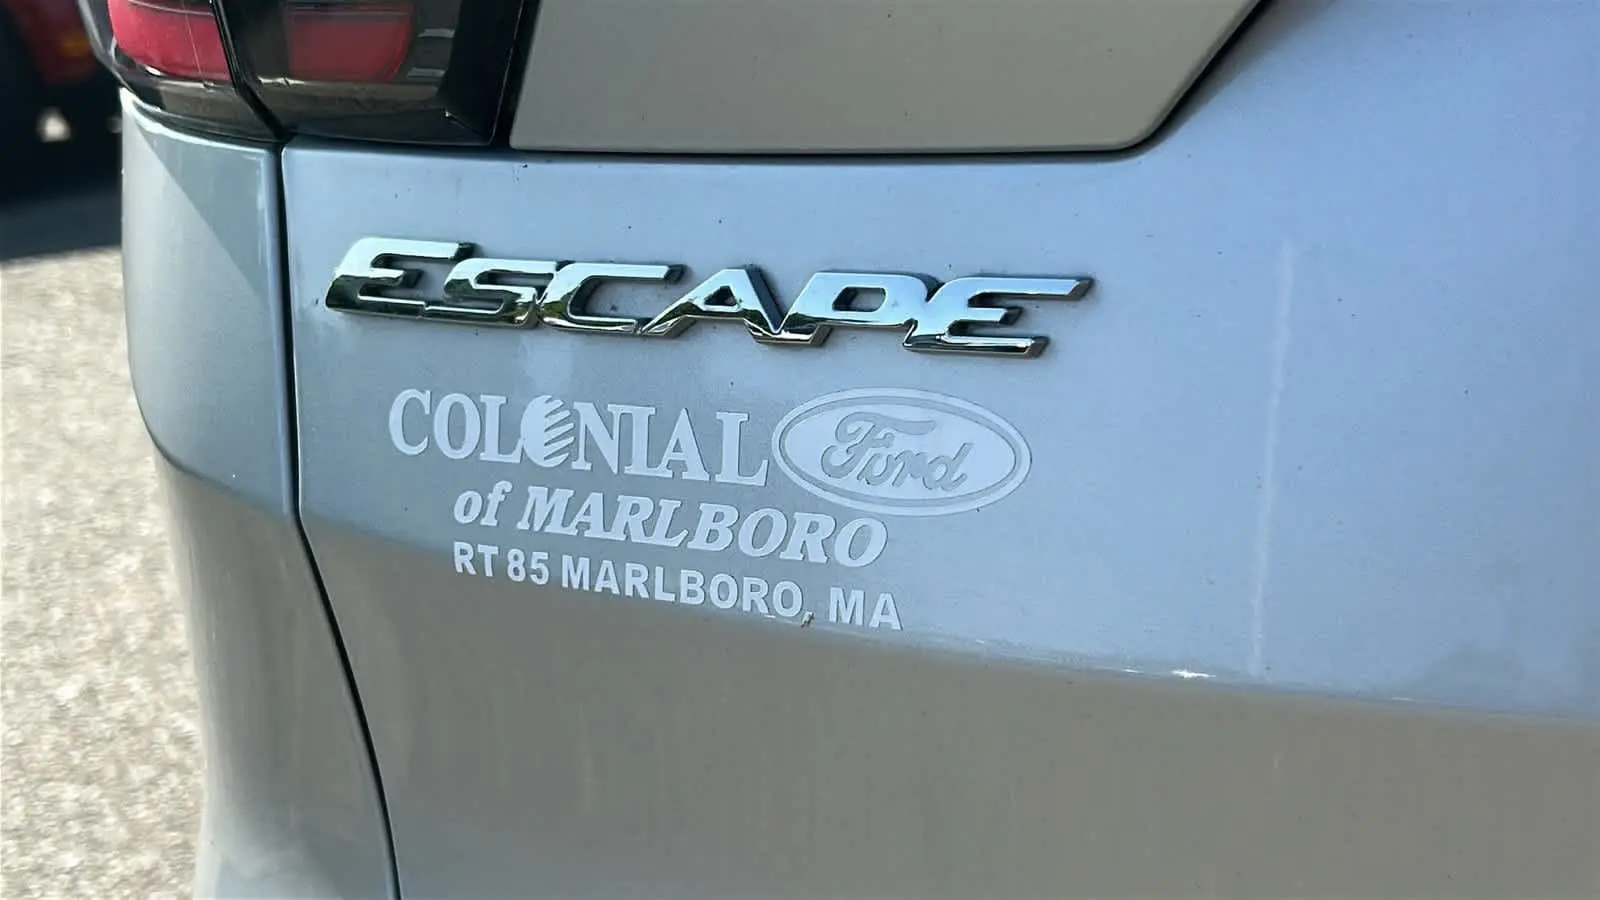 ESCAPE
COLONIAL Ford
of MARLBORO
RT 85 MARLBORO, MA